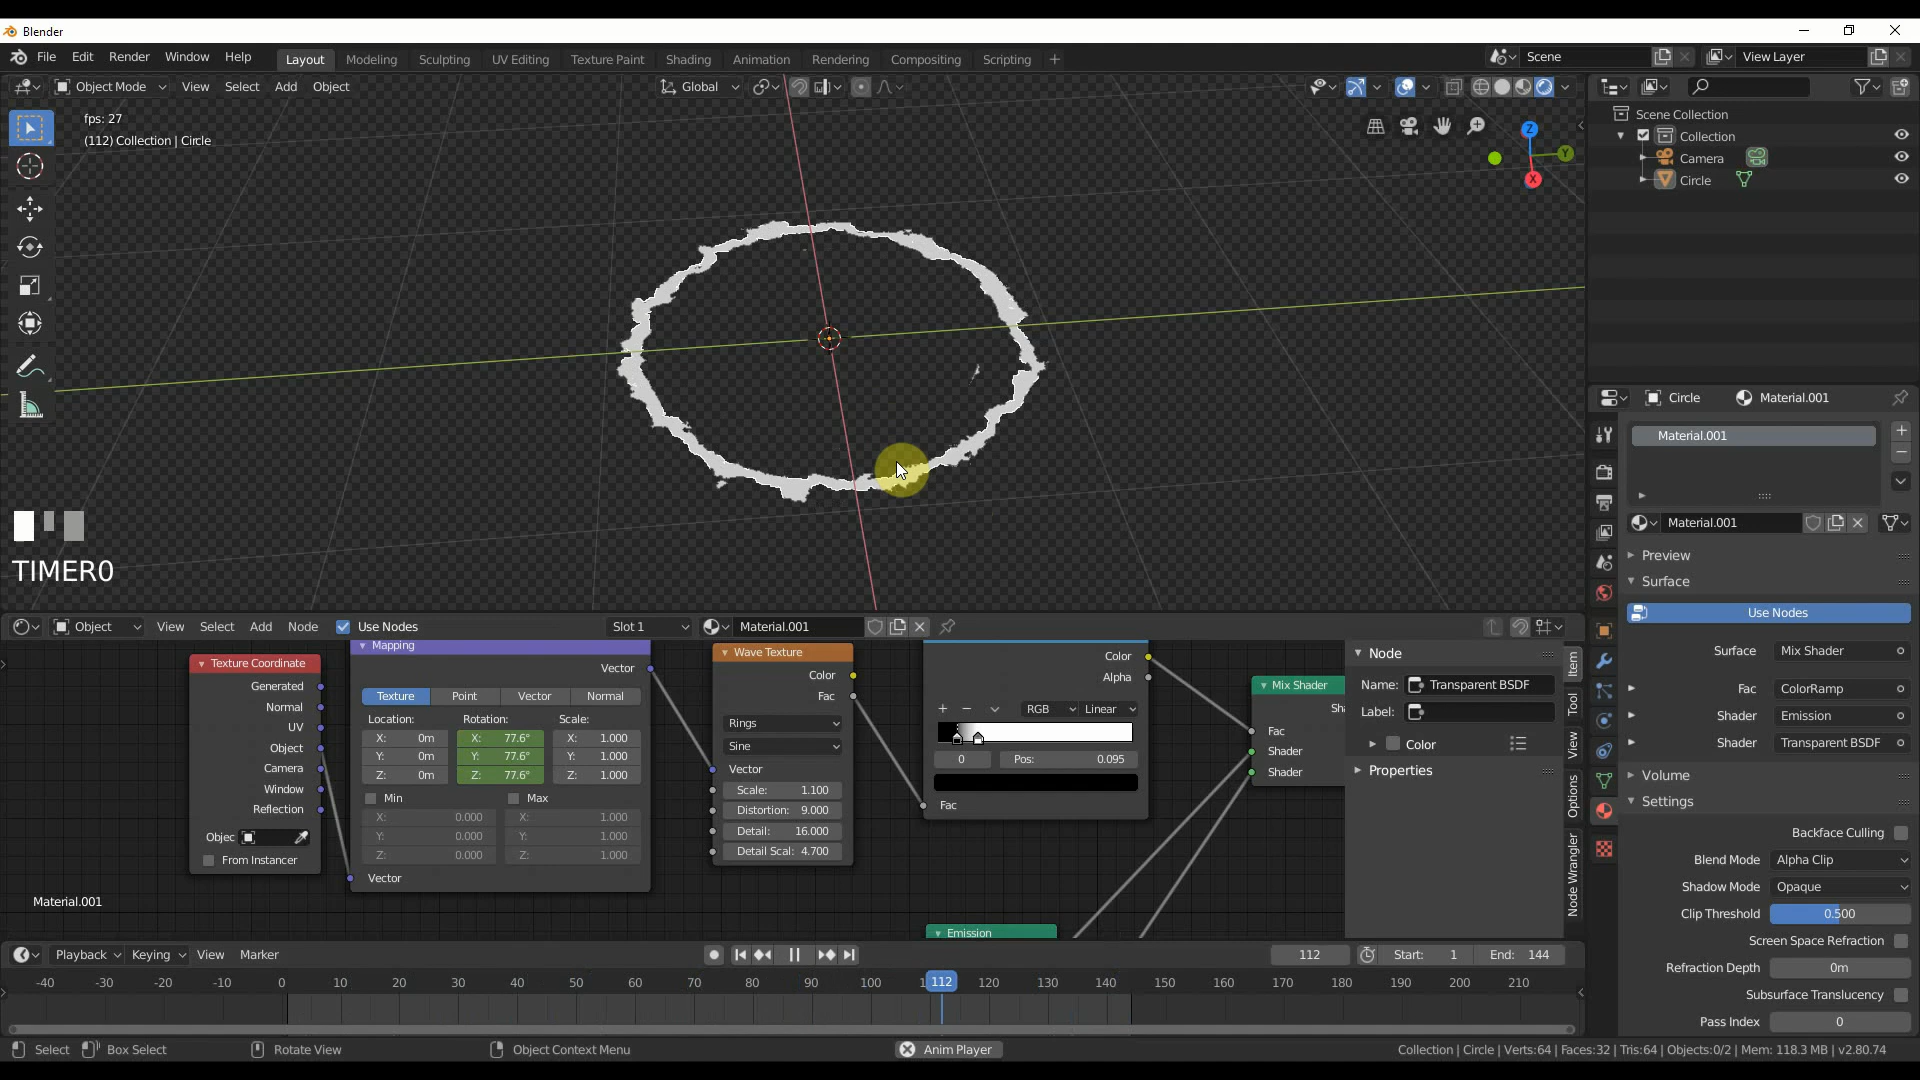 Blender
File Edit Render Window Help Layout Modeling Sculpting UV Editing Texture Paint Shading Animation Rendering Compositing Scripting + Scene View Layer
Object Mode View Select Add Object Global
fps: 27
(112) Collection | Circle
Z
Y
X
TIMER0
Scene Collection
Collection
Camera
Circle
Circle Material.001
Material.001
Material.001
Preview
Surface
Use Nodes
Surface Mix Shader
Fac ColorRamp
Shader Emission
Shader Transparent BSDF
Volume
Settings
Backface Culling
Blend Mode Alpha Clip
Shadow Mode Opaque
Clip Threshold 0.500
Screen Space Refraction
Refraction Depth 0m
Subsurface Translucency
Pass Index 0
Object View Select Add Node Use Nodes Slot 1 Material.001
Texture Coordinate
Generated
Normal
UV
Object
Camera
Window
Reflection
Objec
From Instancer
Mapping
Vector
Texture Point Vector Normal
Location: Rotation: Scale:
X: 0m X: 77.6° X: 1.000
Y: 0m Y: 77.6° Y: 1.000
Z: 0m Z: 77.6° Z: 1.000
Min Max
X: 0.000 X: 1.000
Y: 0.000 Y: 1.000
Z: 0.000 Z: 1.000
Vector
Wave Texture
Color
Fac
Rings
Sine
Vector
Scale: 1.100
Distortion: 9.000
Detail: 16.000
Detail Scal: 4.700
Color
Alpha
RGB Linear
0 Pos: 0.095
Fac
Mix Shader
Sha
Fac
Shader
Shader
Emission
Node
Name: Transparent BSDF
Label:
Color
Properties
Item
Tool
View
Options
Node Wrangler
Material.001
Playback Keying View Marker 112 Start: 1 End: 144
-40 -30 -20 -10 0 10 20 30 40 50 60 70 80 90 100 1 112 120 130 140 150 160 170 180 190 200 210
Select Box Select Rotate View Object Context Menu Anim Player Collection | Circle | Verts:64 | Faces:32 | Tris:64 | Objects:0/2 | Mem: 118.3 MB | v2.80.74